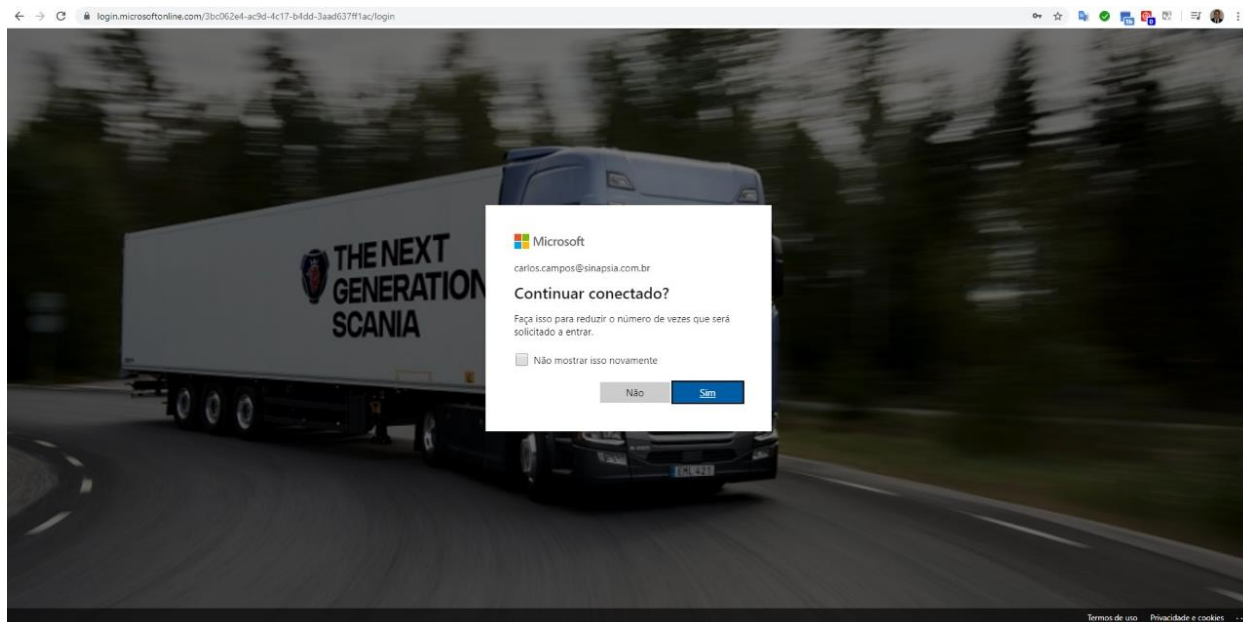 login.microsoftonline.com/3bc062e4-ac9d-4c17-b4dd-3aad637ff1ac/login
THE NEXT
GENERATION
SCANIA
Microsoft
carlos.campos@sinapsia.com.br
Continuar conectado?
Faça isso para reduzir o número de vezes que será
solicitado a entrar.
Não mostrar isso novamente
Não
Sim
EML421
Termos de uso Privacidade e cookies